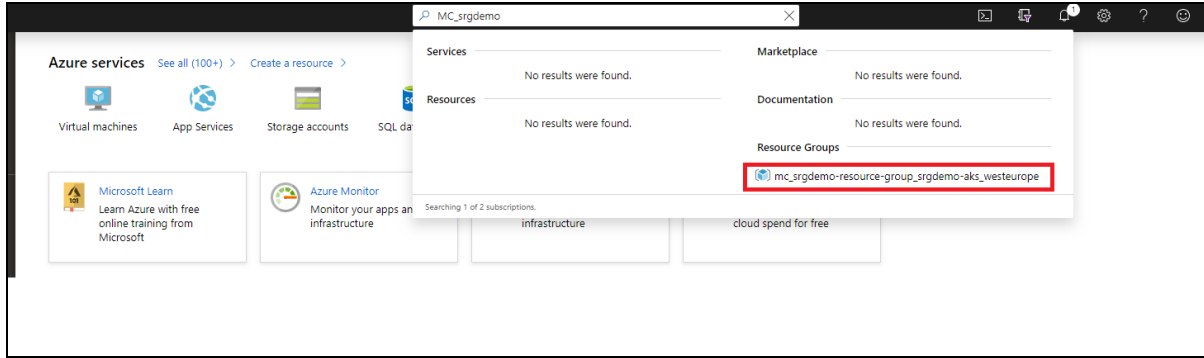 MC_srgdemo
1
Azure services See all (100+) > Create a resource >
Virtual machines
App Services
Storage accounts
SQL da
Services
No results were found.
Resources
No results were found.
Marketplace
No results were found.
Documentation
No results were found.
Resource Groups
mc_srgdemo-resource-group_srgdemo-aks_westeurope
Searching 1 of 2 subscriptions.
101
Microsoft Learn
Learn Azure with free
online training from
Microsoft
Azure Monitor
Monitor your apps an
infrastructure
infrastructure
cloud spend for free